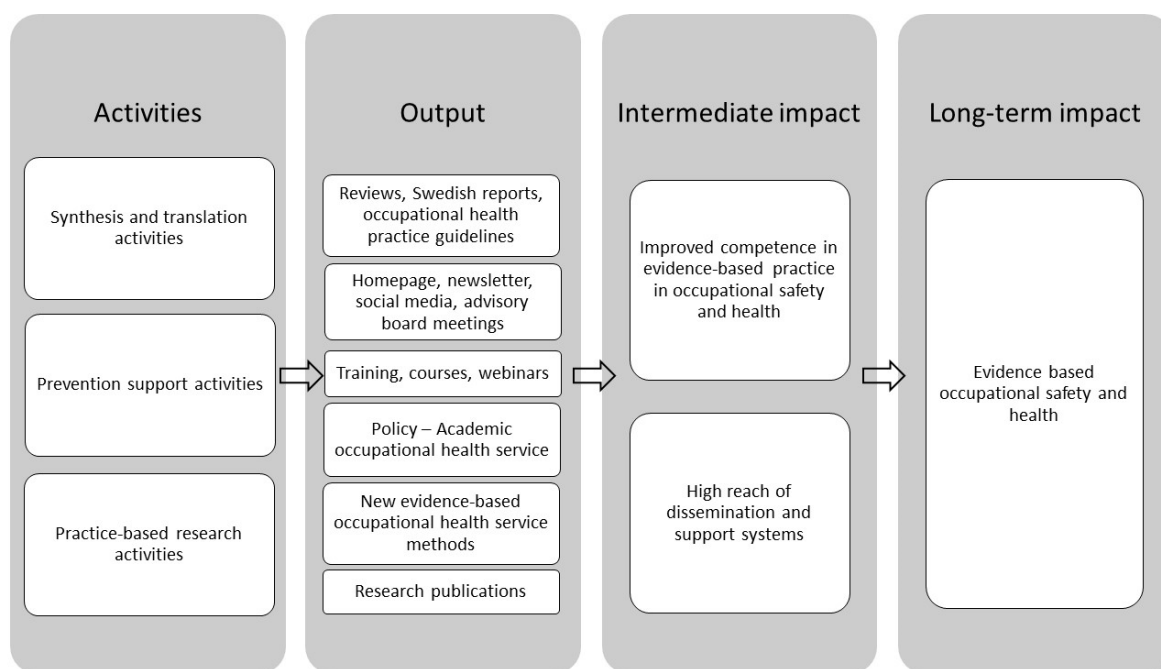 Activities
Synthesis and translation
activities
Prevention support activities
Practice-based research
activities
Output
Reviews, Swedish reports,
occupational health
practice guidelines
Homepage, newsletter,
social media, advisory
board meetings
Training, courses, webinars
Policy – Academic
occupational health service
New evidence-based
occupational health service
methods
Research publications
Intermediate impact
Improved competence in
evidence-based practice
in occupational safety
and health
High reach of
dissemination and
support systems
Long-term impact
Evidence based
occupational safety and
health